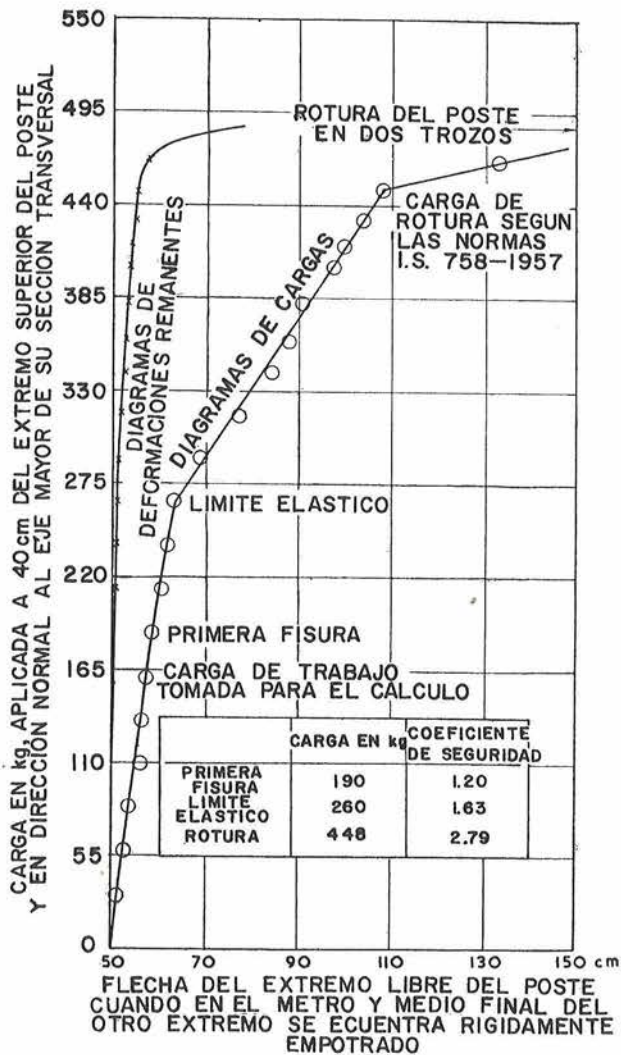 CARGA EN kg, APLICADA A 40cm DEL EXTREMO SUPERIOR DEL POSTE
Y EN DIRECCIÓN NORMAL AL EJE MAYOR DE SU SECCION TRANSVERSAL
550
495
440
385
330
275
220
165
110
55
0
ROTURA DEL POSTE
EN DOS TROZOS
DIAGRAMAS DE
DEFORMACIONES REMANENTES
DIAGRAMAS DE CARGAS
CARGA DE
ROTURA SEGUN
LAS NORMAS
I.S. 758-1957
LIMITE ELASTICO
PRIMERA FISURA
CARGA DE TRABAJO
TOMADA PARA EL CÁLCULO
CARGA EN kg COEFICIENTE DE SEGURIDAD
PRIMERA FISURA 190 1.20
LIMITE ELASTICO 260 1.63
ROTURA 448 2.79
50 70 90 110 130 150 cm
FLECHA DEL EXTREMO LIBRE DEL POSTE
CUANDO EN EL METRO Y MEDIO FINAL DEL
OTRO EXTREMO SE ECUENTRA RIGIDAMENTE
EMPOTRADO